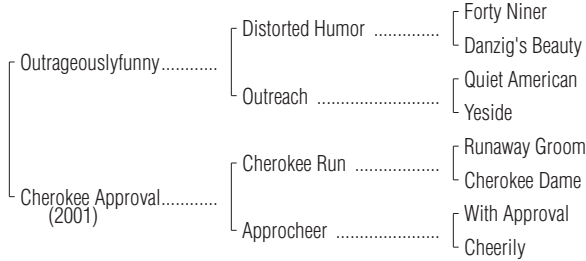 Forty Niner
Distorted Humor ..............
Danzig's Beauty
Outrageouslyfunny............
Quiet American
Outreach ......................
Yeside
Runaway Groom
Cherokee Run .................
Cherokee Dame
Cherokee Approval............
(2001)
With Approval
Approcheer ...................
Cheerily